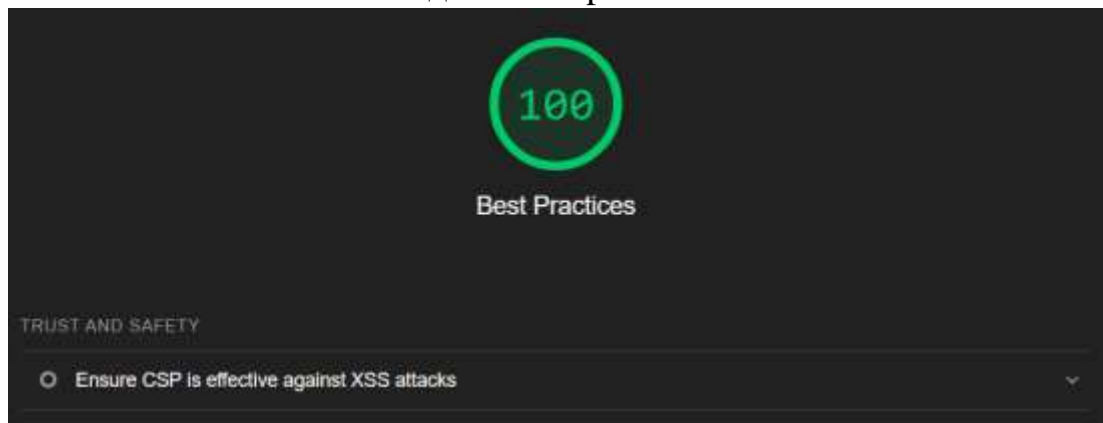 100
Best Practices
TRUST AND SAFETY
Ensure CSP is effective against XSS attacks